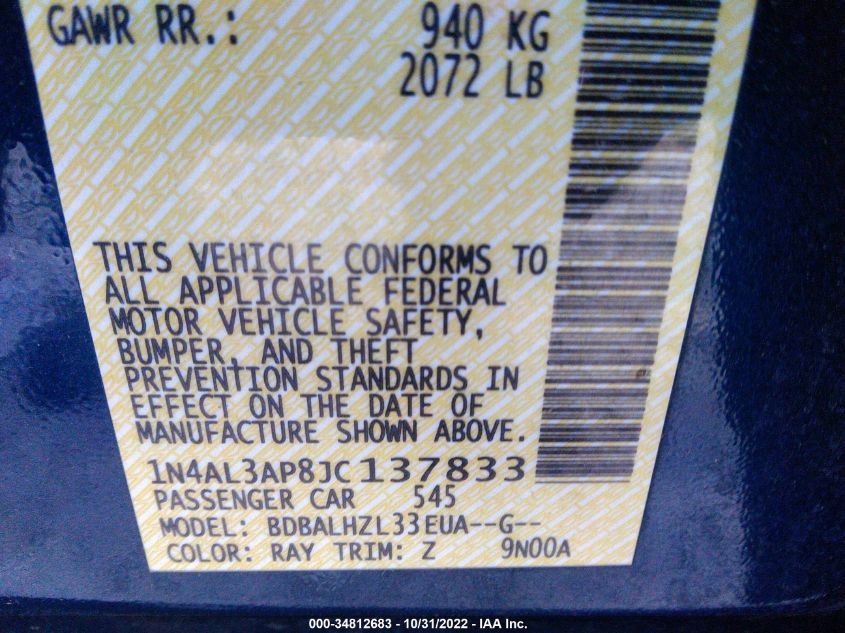 GAWR RR.: 940 KG
2072 LB
THIS VEHICLE CONFORMS TO
ALL APPLICABLE FEDERAL
MOTOR VEHICLE SAFETY,
BUMPER, AND THEFT
PREVENTION STANDARDS IN
EFFECT ON THE DATE OF
MANUFACTURE SHOWN ABOVE.
1N4AL3AP8JC137833
PASSENGER CAR 545
MODEL: BDBALHZL33EUA--G--
COLOR: RAY TRIM: Z 9N00A
000-34812683 - 10/31/2022 - IAA Inc.